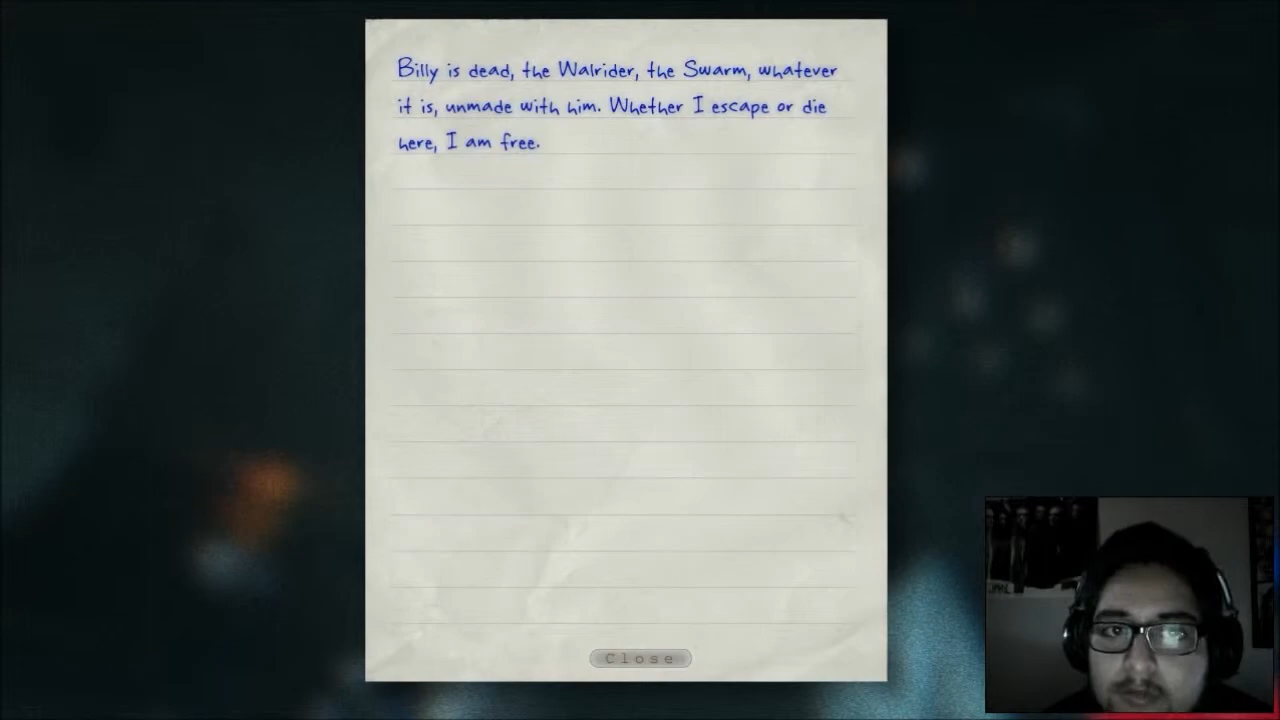 Billy is dead, the Walrider, the Swarm, whatever
it is, unmade with him. Whether I escape or die
here, I am free.
Close